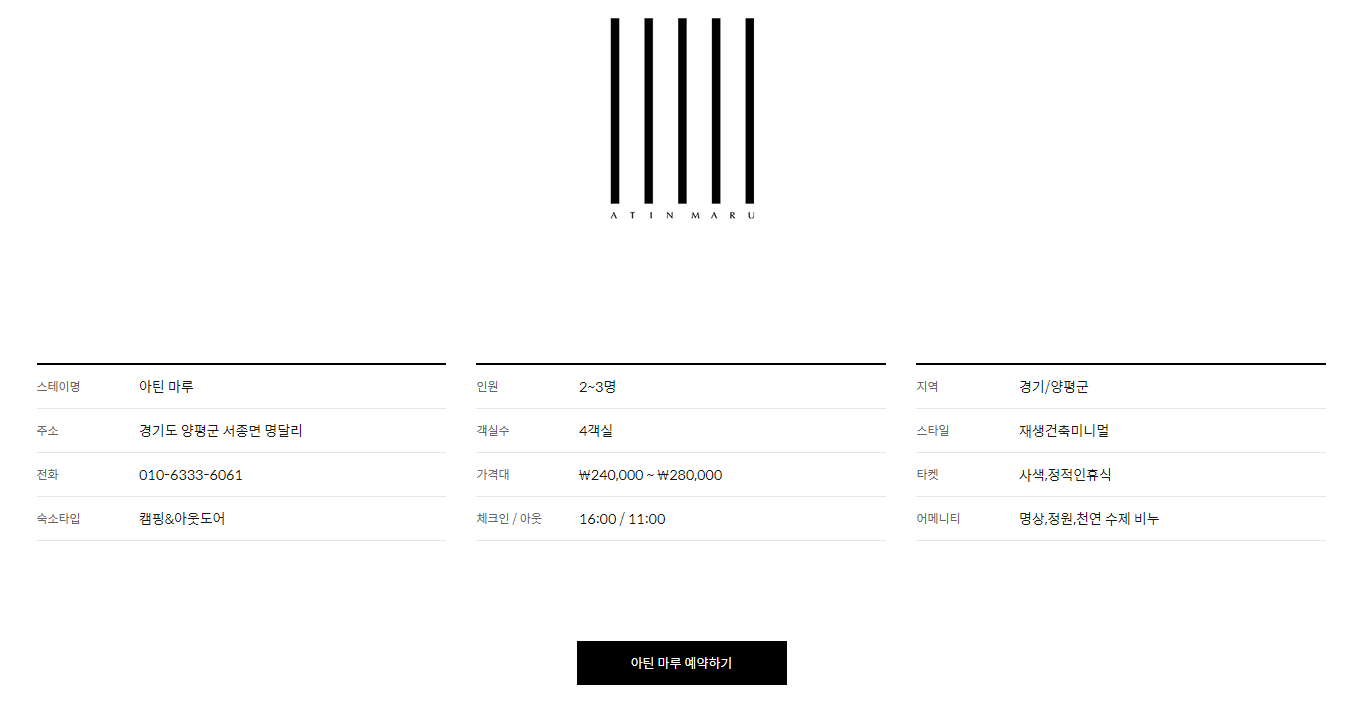 ATIN MARU
스테이명 아틴 마루
주소 경기도 양평군 서종면 명달리
전화 010-6333-6061
숙소타입 캠핑&아웃도어
인원 2~3명
객실수 4객실
가격대 ₩240,000 ~ ₩280,000
체크인 / 아웃 16:00 / 11:00
지역 경기/양평군
스타일 재생건축미니멀
타켓 사색,정적인휴식
어메니티 명상,정원,천연 수제 비누
아틴 마루 예약하기